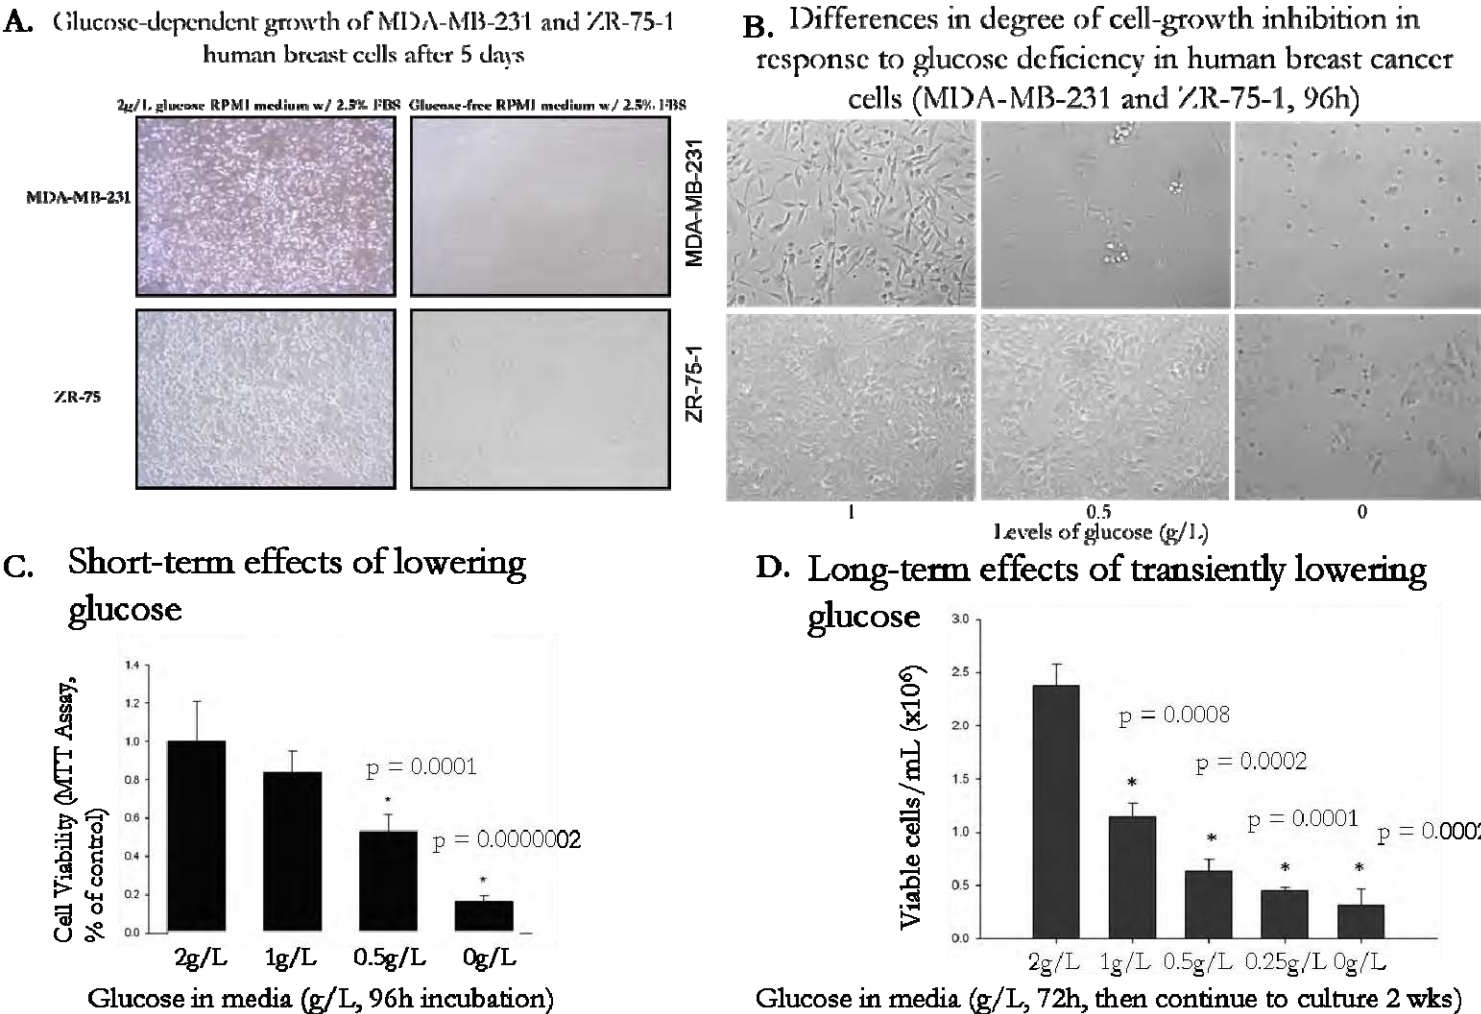 A. Glucose-dependent growth of MDA-MB-231 and ZR-75-1
human breast cells after 5 days
2g/L glucose RPMI medium w/ 2.5% FBS Glucose-free RPMI medium w/ 2.5% FBS
MDA-MB-231
ZR-75
B. Differences in degree of cell-growth inhibition in
response to glucose deficiency in human breast cancer
cells (MDA-MB-231 and ZR-75-1, 96h)
MDA-MB-231
ZR-75-1
1 0.5 0
Levels of glucose (g/L)
C. Short-term effects of lowering
glucose
Cell Viability (MTT Assay,
% of control)
1.4
1.2
1.0
0.8
0.6
0.4
0.2
0.0
p = 0.0001
*
p = 0.0000002
*
2g/L 1g/L 0.5g/L 0g/L
Glucose in media (g/L, 96h incubation)
D. Long-term effects of transiently lowering
glucose
Viable cells/mL (x10⁶)
3.0
2.5
2.0
1.5
1.0
0.5
0.0
p = 0.0008
*
p = 0.0002
*
p = 0.0001
*
p = 0.0002
*
2g/L 1g/L 0.5g/L 0.25g/L 0g/L
Glucose in media (g/L, 72h, then continue to culture 2 wks)